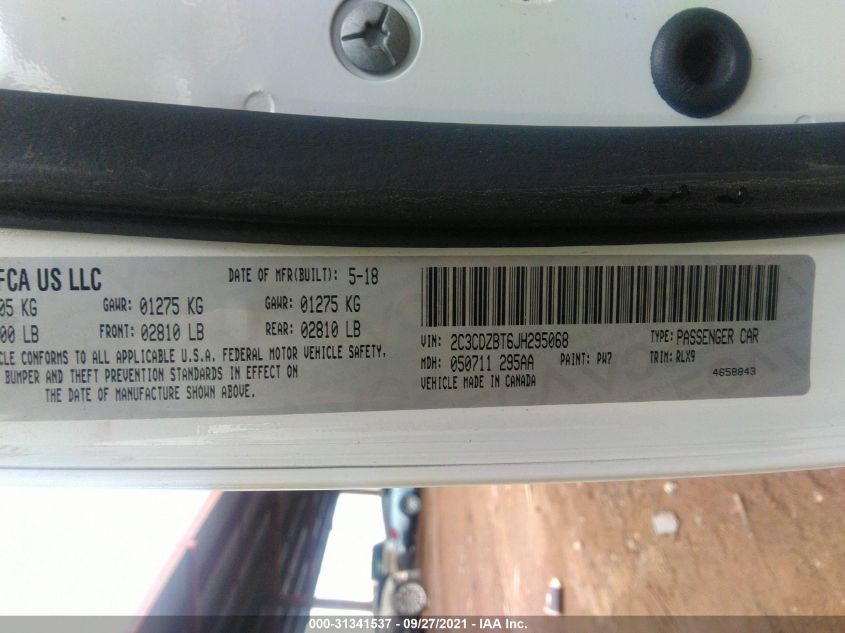 FCA US LLC DATE OF MFR(BUILT): 5-18
05 KG GAWR: 01275 KG GAWR: 01275 KG
00 LB FRONT: 02810 LB REAR: 02810 LB
CLE CONFORMS TO ALL APPLICABLE U.S.A. FEDERAL MOTOR VEHICLE SAFETY,
BUMPER AND THEFT PREVENTION STANDARDS IN EFFECT ON
THE DATE OF MANUFACTURE SHOWN ABOVE.
VIN: 2C3CDZBT6JH295068 TYPE: PASSENGER CAR
MDH: 050711 295AA PAINT: PW7 TRIM: RLX9
VEHICLE MADE IN CANADA 4658843
000-31341537 - 09/27/2021 - IAA Inc.